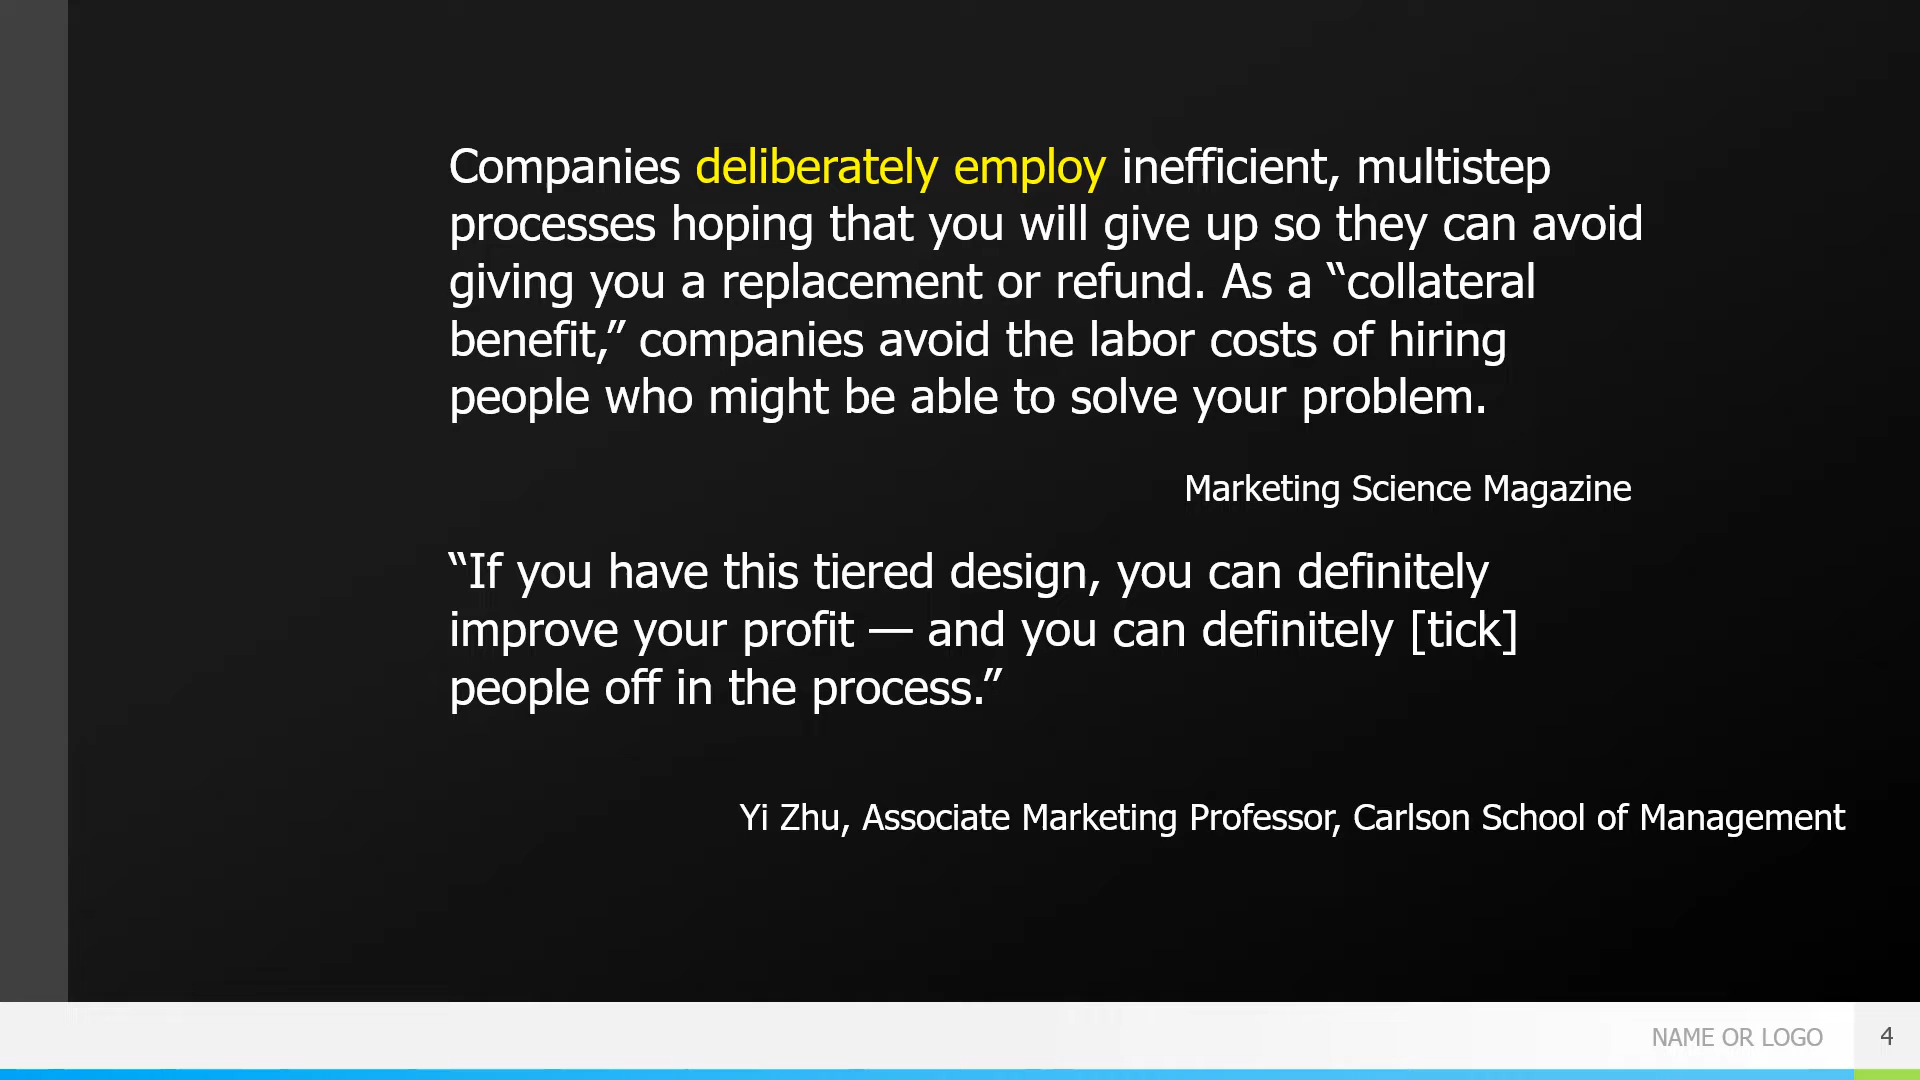 Companies deliberately employ inefficient, multistep
processes hoping that you will give up so they can avoid
giving you a replacement or refund. As a “collateral
benefit,” companies avoid the labor costs of hiring
people who might be able to solve your problem.
Marketing Science Magazine
“If you have this tiered design, you can definitely
improve your profit — and you can definitely [tick]
people off in the process.”
Yi Zhu, Associate Marketing Professor, Carlson School of Management
NAME OR LOGO
4